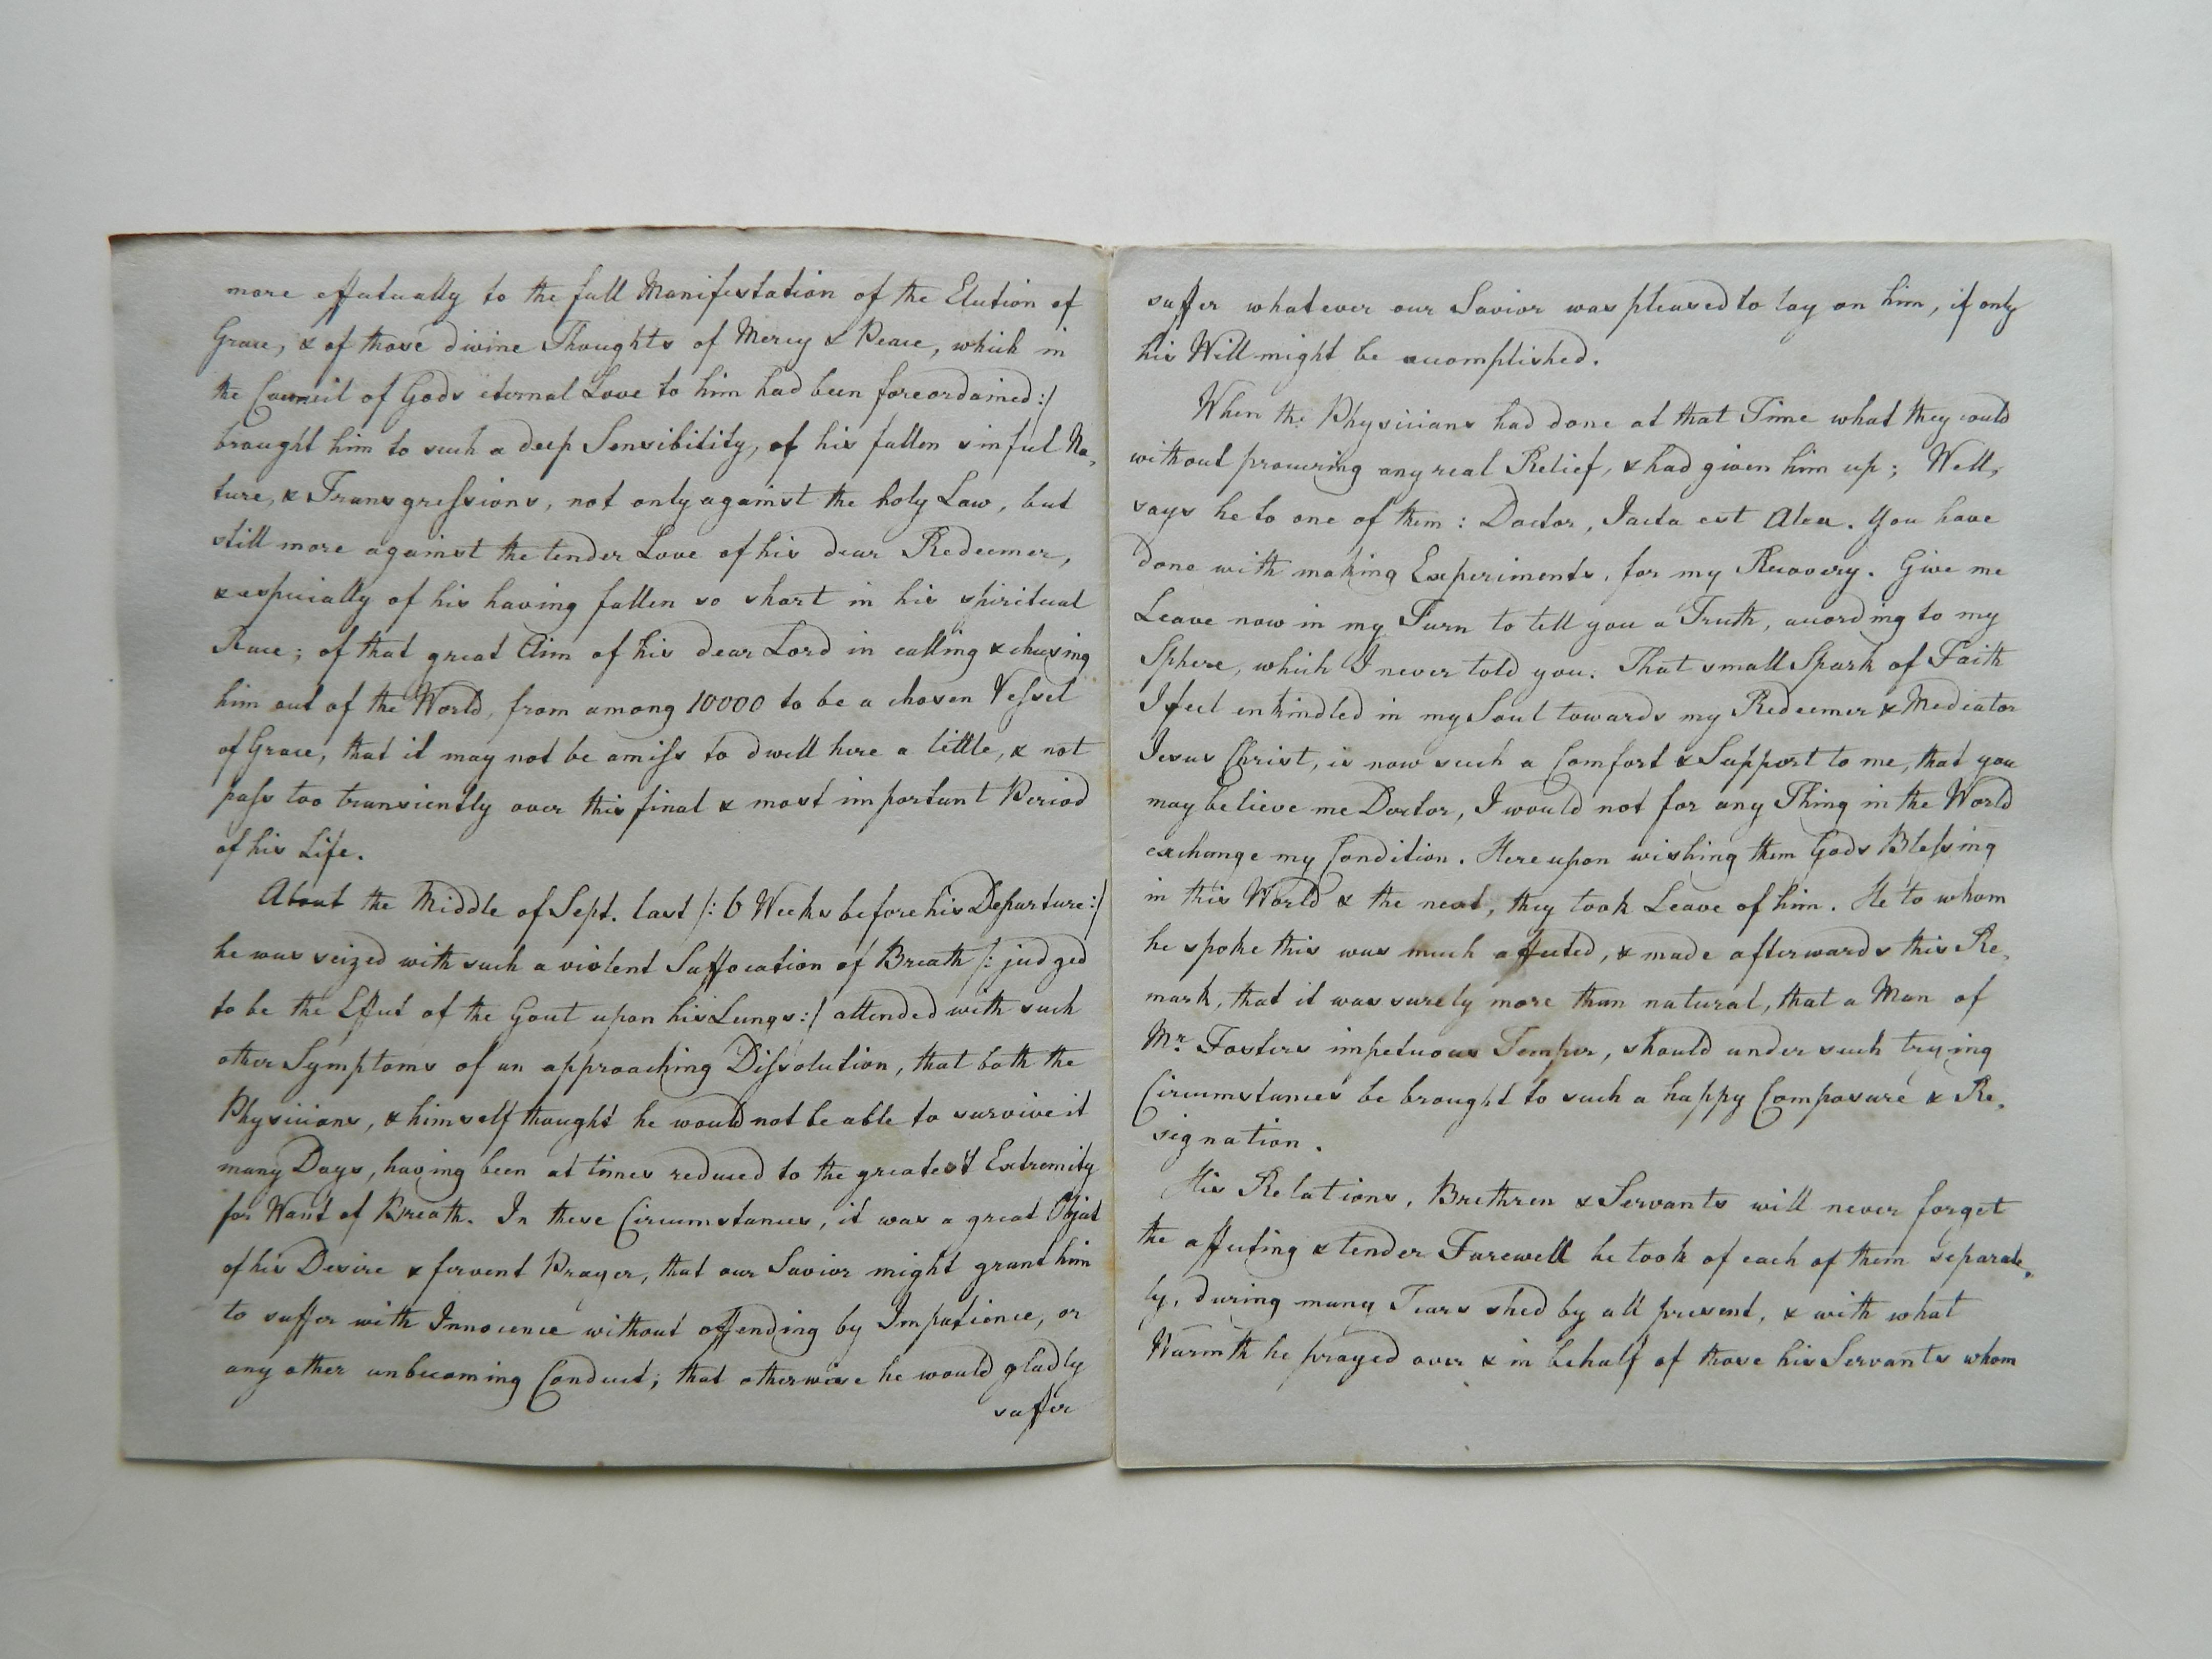 more effectually to the full Manifestation of the Election of
Grace, & of those divine Thoughts of Mercy & Peace, which in
the Council of Gods eternal Love to him had been foreordained:/
brought him to such a deep Sensibility, of his fallen sinful Na,
ture, & Transgressions, not only against the holy Law, but
still more against the tender Love of his dear Redeemer,
& especially of his having fallen so short in his spiritual
Race; of that great Aim of his dear Lord in calling & chusing
him out of the World, from among 10000 to be a chosen Vessel
of Grace, that it may not be amiss to dwell here a little, & not
pass too transiently over this final & most important Period
of his Life.
About the Middle of Sept. last /: 6 Weeks before his Departure:/
he was seized with such a violent Suffocation of Breath /: judged
to be the Effect of the Gout upon his Lungs:/ attended with such
other Symptoms of an approaching Dissolution, that both the
Physicians, & himself thought he would not be able to survive it
many Days, having been at times reduced to the greatest Extremity
for Want of Breath. In these Circumstances, it was a great Object
of his Desire & fervent Prayer, that our Savior might grant him
to suffer with Innocence without offending by Impatience, or
any other unbecoming Conduct; that otherwise he would gladly
suffer
suffer whatever our Savior was pleased to lay on him, if only
his Will might be accomplished.
When the Physicians had done at that Time what they could
without procuring any real Relief, & had given him up; Well,
says he to one of them: Doctor, Jacta est Alea. You have
done with making Experiments, for my Recovery. Give me
Leave now in my Turn to tell you a Truth, according to my
Sphere, which I never told you. That small Spark of Faith
I feel enkindled in my Soul towards my Redeemer & Mediator
Jesus Christ, is now such a Comfort & Support to me, that you
may believe me Doctor, I would not for any Thing in the World
exchange my Condition. Hereupon wishing them Gods Blessing
in this World & the next, they took Leave of him. He to whom
he spoke this was much affected, & made afterwards this Re,
mark, that it was surely more than natural, that a Man of
Mr. Fosters impetuous Temper, should under such trying
Circumstances be brought to such a happy Composure & Re,
signation.
His Relations, Brethren & Servants will never forget
the affecting & tender Farewell he took of each of them separate,
ly, during many Tears shed by all present, & with what
Warmth he prayed over & in behalf of those his Servants whom